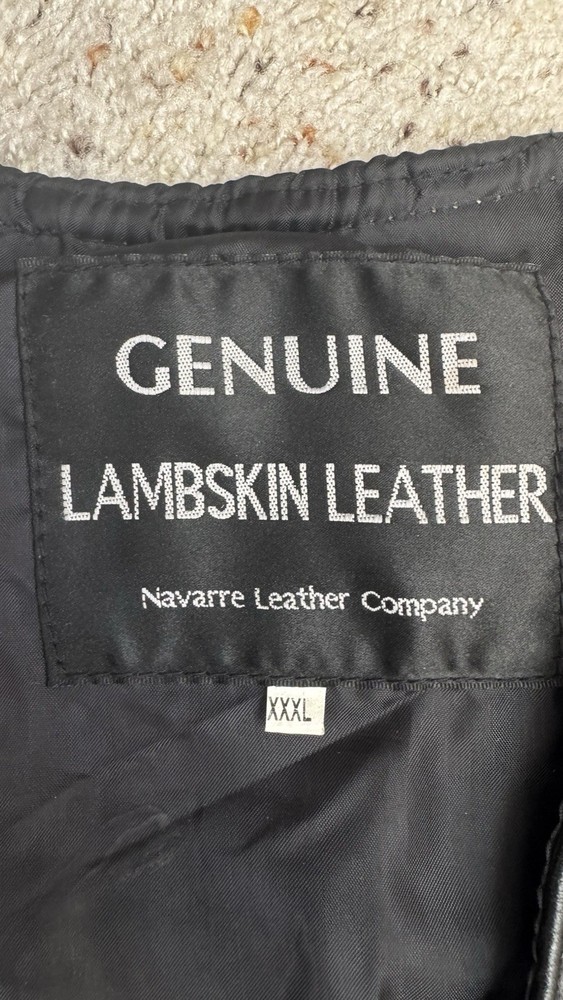 GENUINE
LAMBSKIN LEATHER
Navarre Leather Company
XXXL